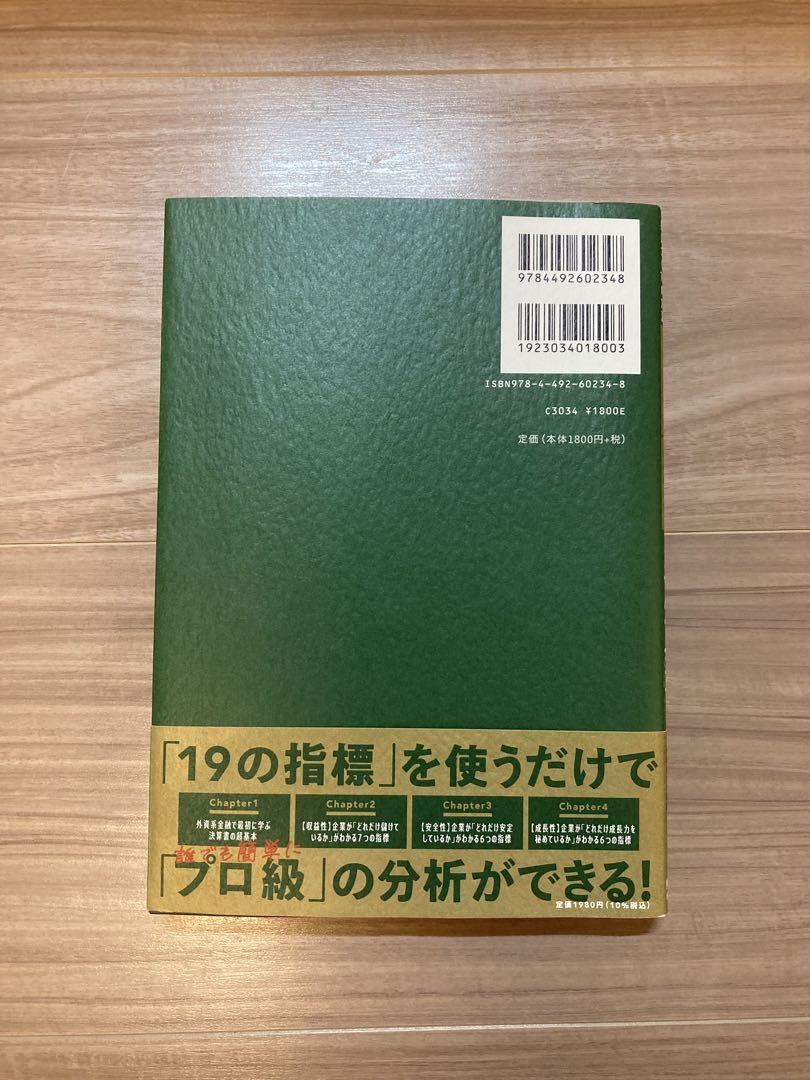 9784492602348
1923034018003
ISBN978-4-492-60234-8
C3034 ¥1800E
定価(本体1800円+税)
「19の指標」を使うだけで
Chapter1
外資系金融で最初に学ぶ
決算書の超基本
Chapter2
【収益性】企業が「どれだけ儲けて
いるか」がわかる7つの指標
Chapter3
【安全性】企業が「どれだけ安定
しているか」がわかる6つの指標
Chapter4
【成長性】企業が「どれだけ成長力を
秘めているか」がわかる6つの指標
誰でも簡単に
「プロ級」の分析ができる!
定価1980円(10%税込)